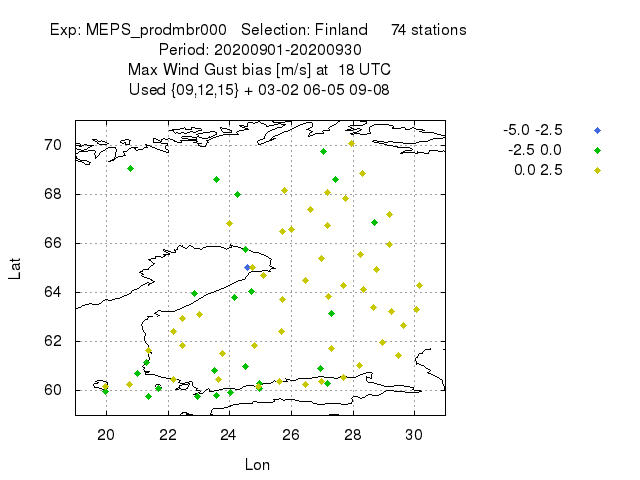 Exp: MEPS_prodmbr000 Selection: Finland 74 stations
Period: 20200901-20200930
Max Wind Gust bias [m/s] at 18 UTC
Used {09,12,15} + 03-02 06-05 09-08
-5.0 -2.5
-2.5 0.0
0.0 2.5
70
68
66
64
62
60
Lat
20 22 24 26 28 30
Lon